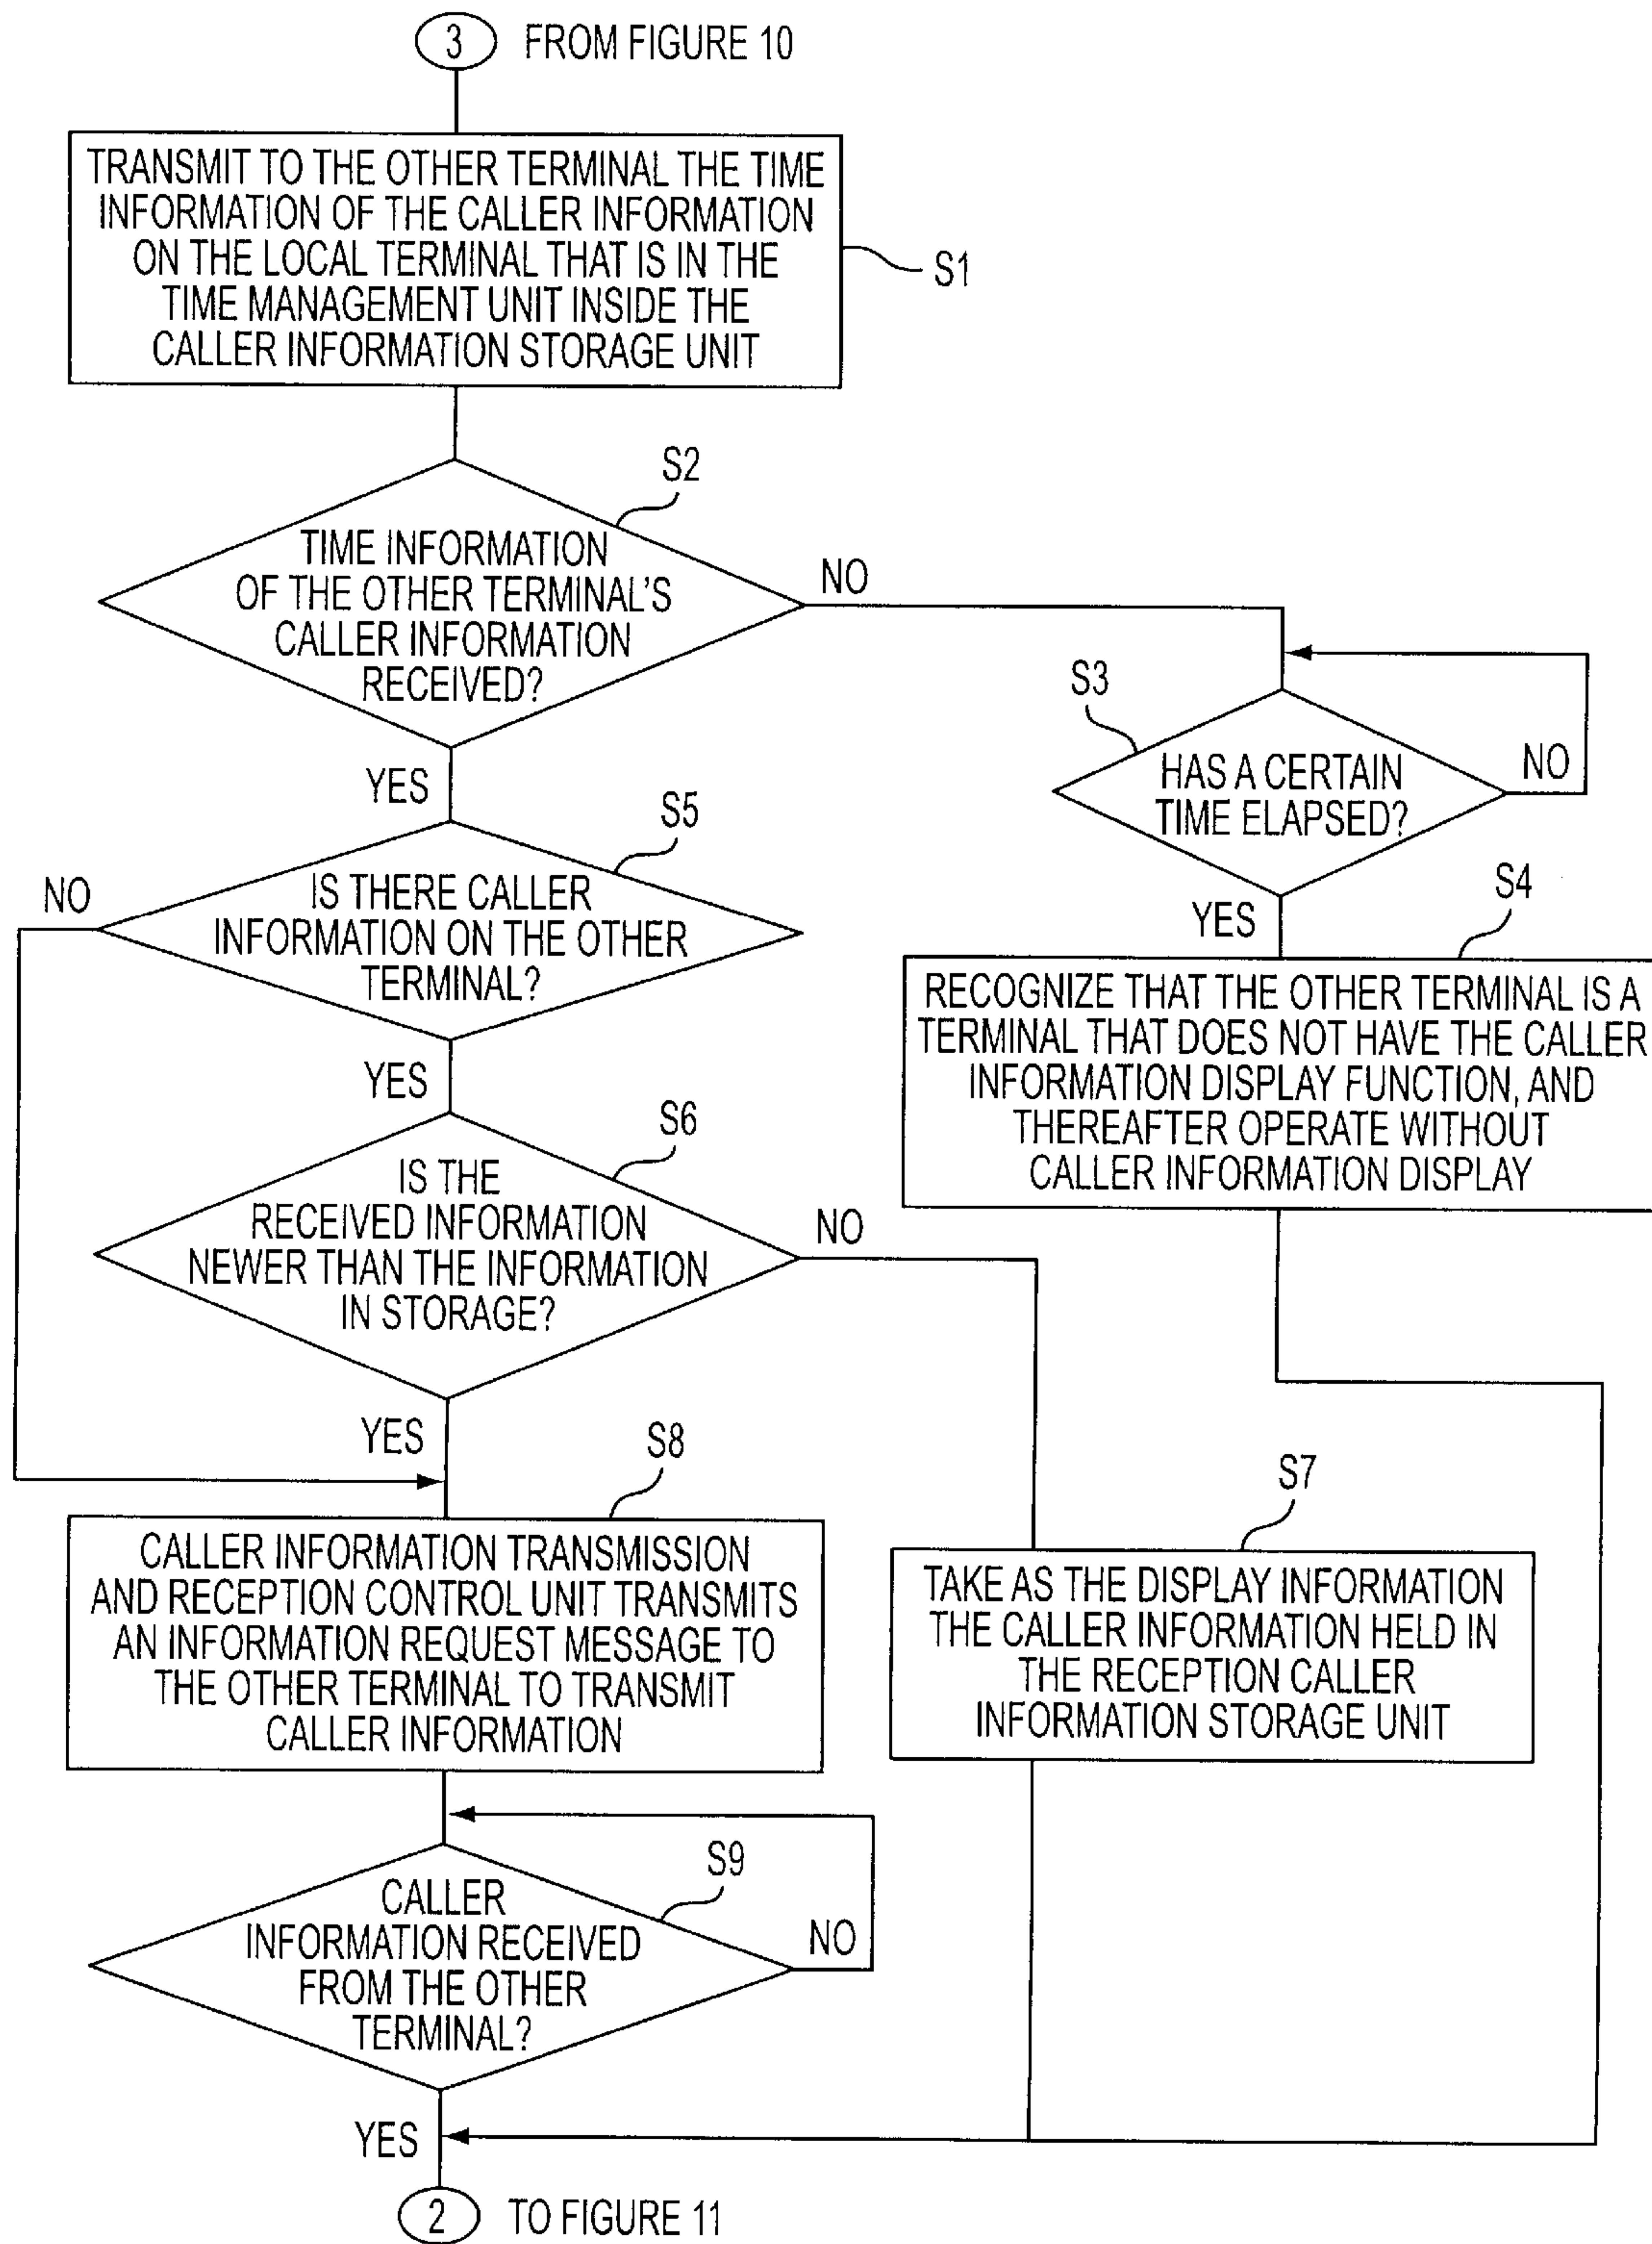 3 FROM FIGURE 10
TRANSMIT TO THE OTHER TERMINAL THE TIME
INFORMATION OF THE CALLER INFORMATION
ON THE LOCAL TERMINAL THAT IS IN THE
TIME MANAGEMENT UNIT INSIDE THE
CALLER INFORMATION STORAGE UNIT
S1
S2
TIME INFORMATION
OF THE OTHER TERMINAL'S
CALLER INFORMATION
RECEIVED?
NO
YES
S3
HAS A CERTAIN
TIME ELAPSED?
NO
YES
S4
RECOGNIZE THAT THE OTHER TERMINAL IS A
TERMINAL THAT DOES NOT HAVE THE CALLER
INFORMATION DISPLAY FUNCTION, AND
THEREAFTER OPERATE WITHOUT
CALLER INFORMATION DISPLAY
S5
IS THERE CALLER
INFORMATION ON THE OTHER
TERMINAL?
NO
YES
S6
IS THE
RECEIVED INFORMATION
NEWER THAN THE INFORMATION
IN STORAGE?
NO
YES
S7
TAKE AS THE DISPLAY INFORMATION
THE CALLER INFORMATION HELD IN
THE RECEPTION CALLER
INFORMATION STORAGE UNIT
S8
CALLER INFORMATION TRANSMISSION
AND RECEPTION CONTROL UNIT TRANSMITS
AN INFORMATION REQUEST MESSAGE TO
THE OTHER TERMINAL TO TRANSMIT
CALLER INFORMATION
S9
CALLER
INFORMATION RECEIVED
FROM THE OTHER
TERMINAL?
NO
YES
2 TO FIGURE 11